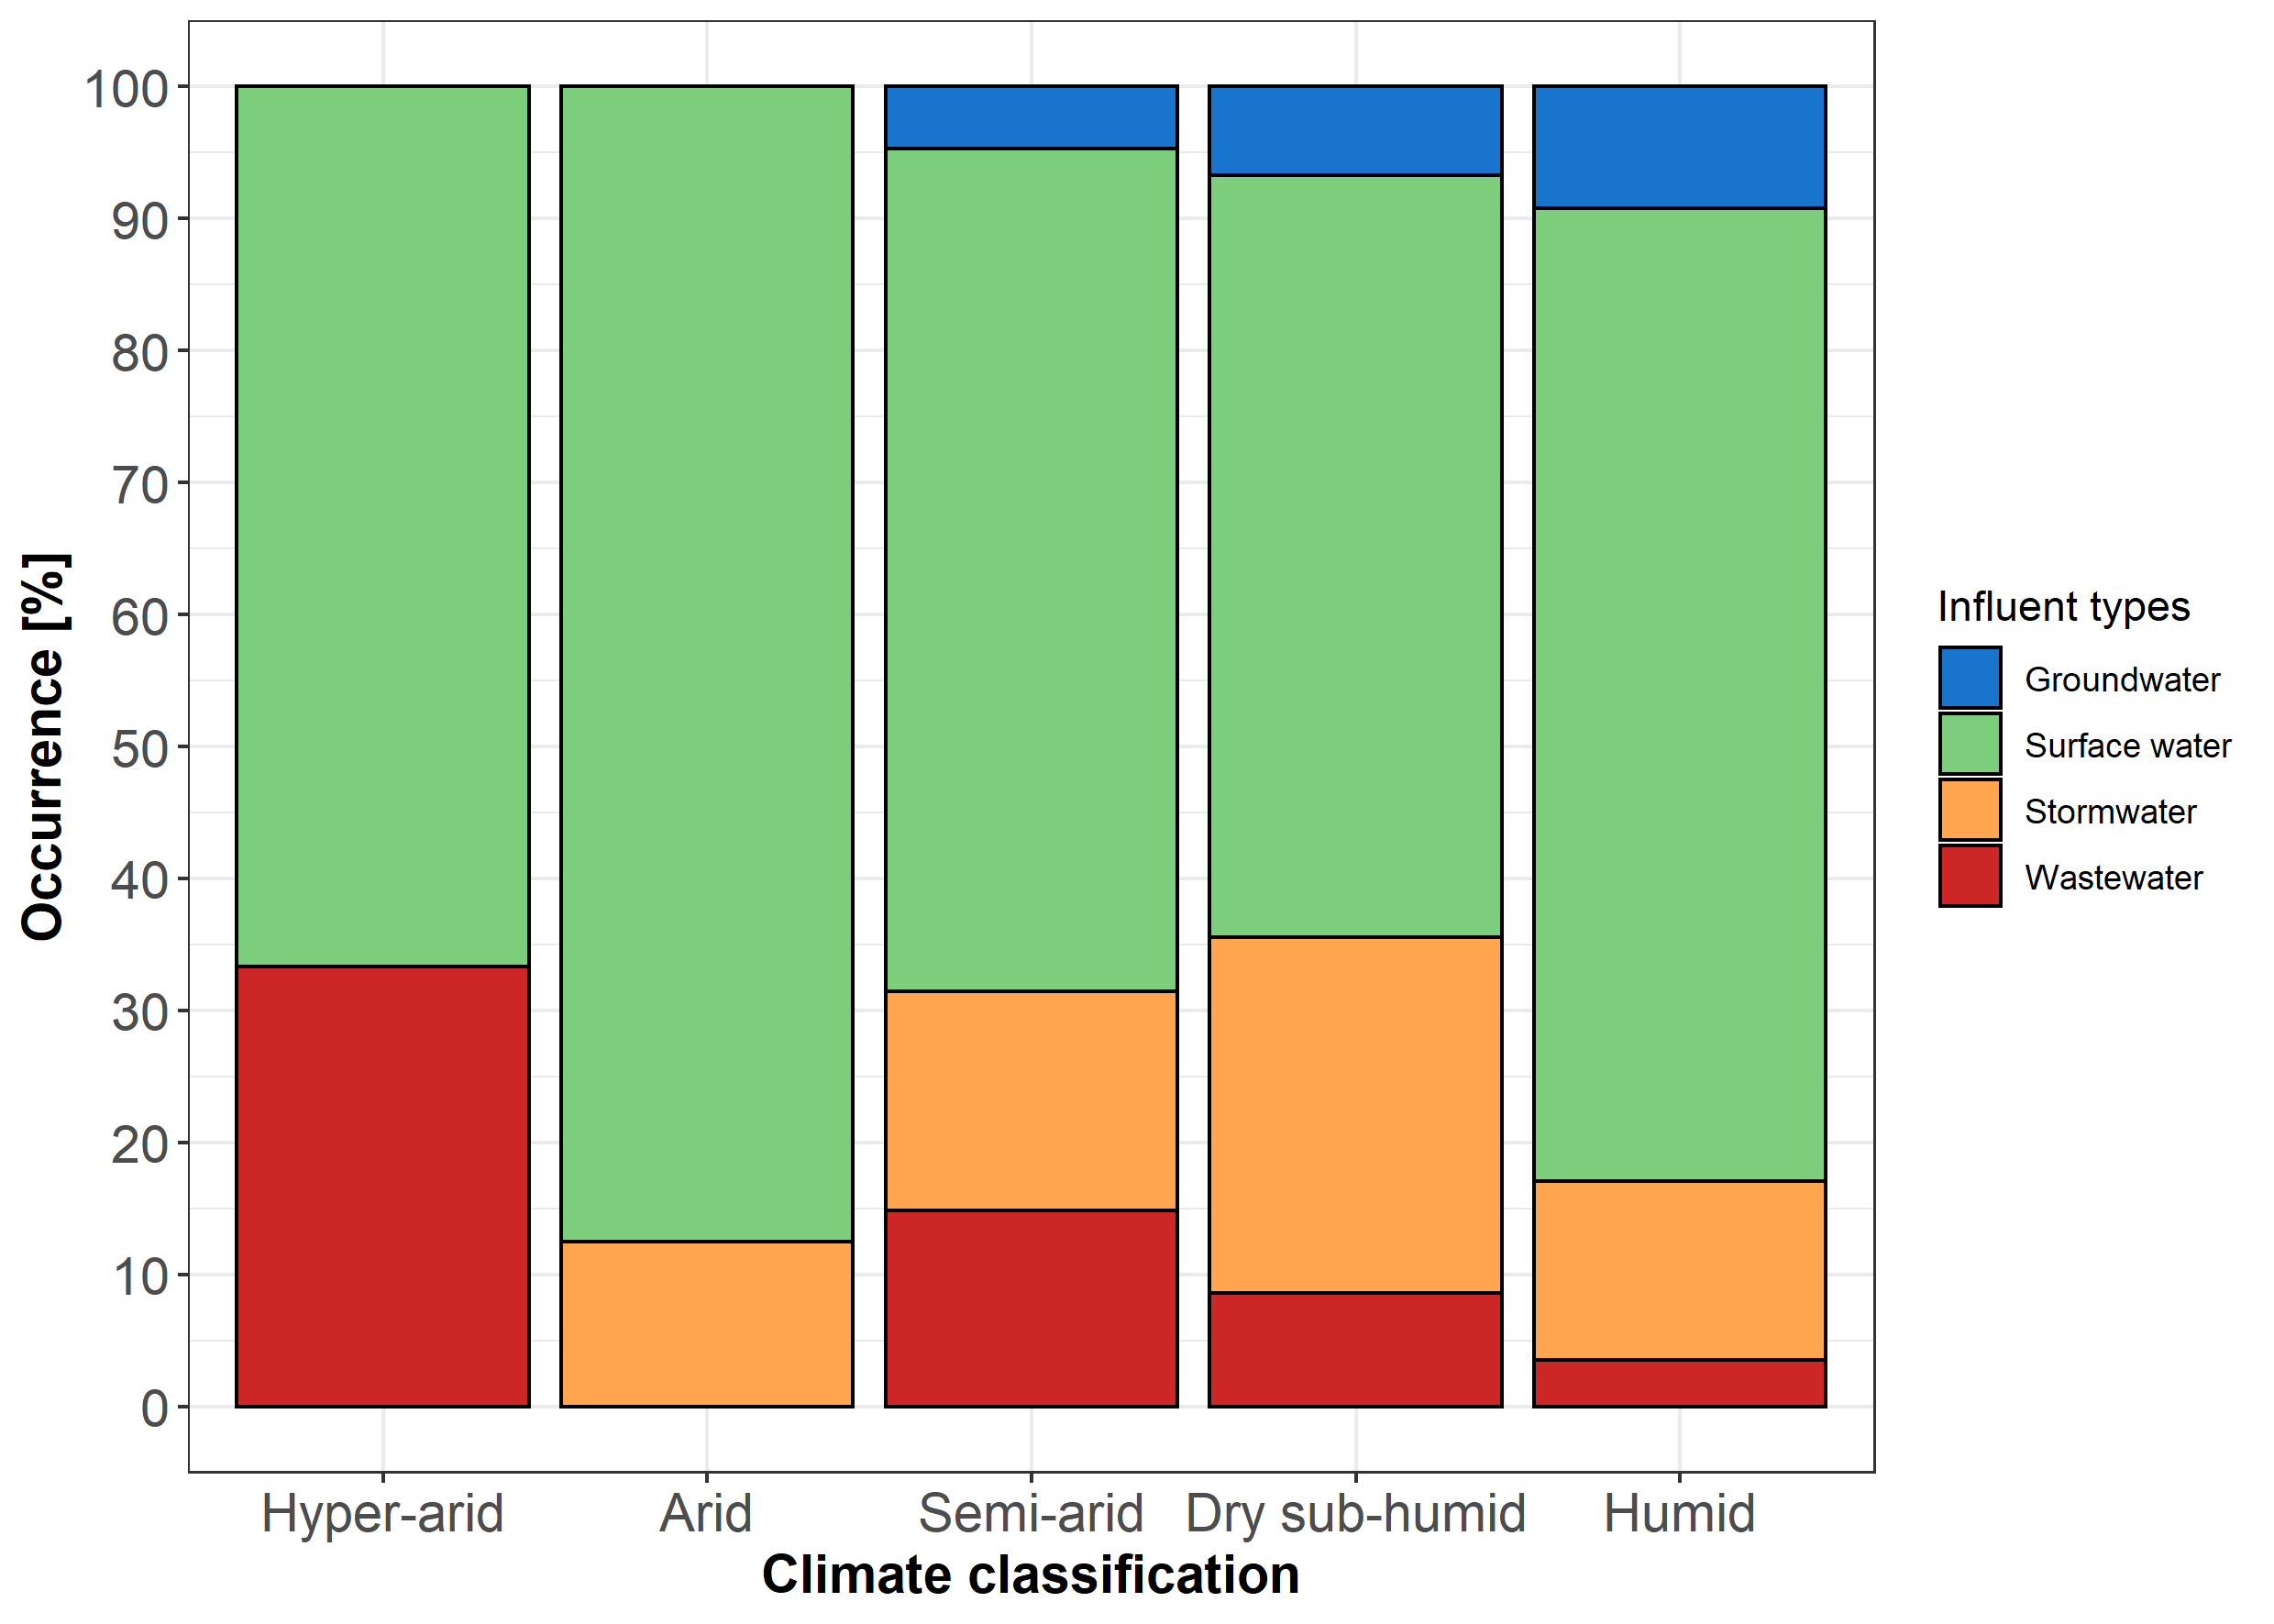 Occurrence [%]
100
90
80
70
60
50
40
30
20
10
0
Hyper-arid
Arid
Semi-arid
Dry sub-humid
Humid
Climate classification
Influent types
Groundwater
Surface water
Stormwater
Wastewater